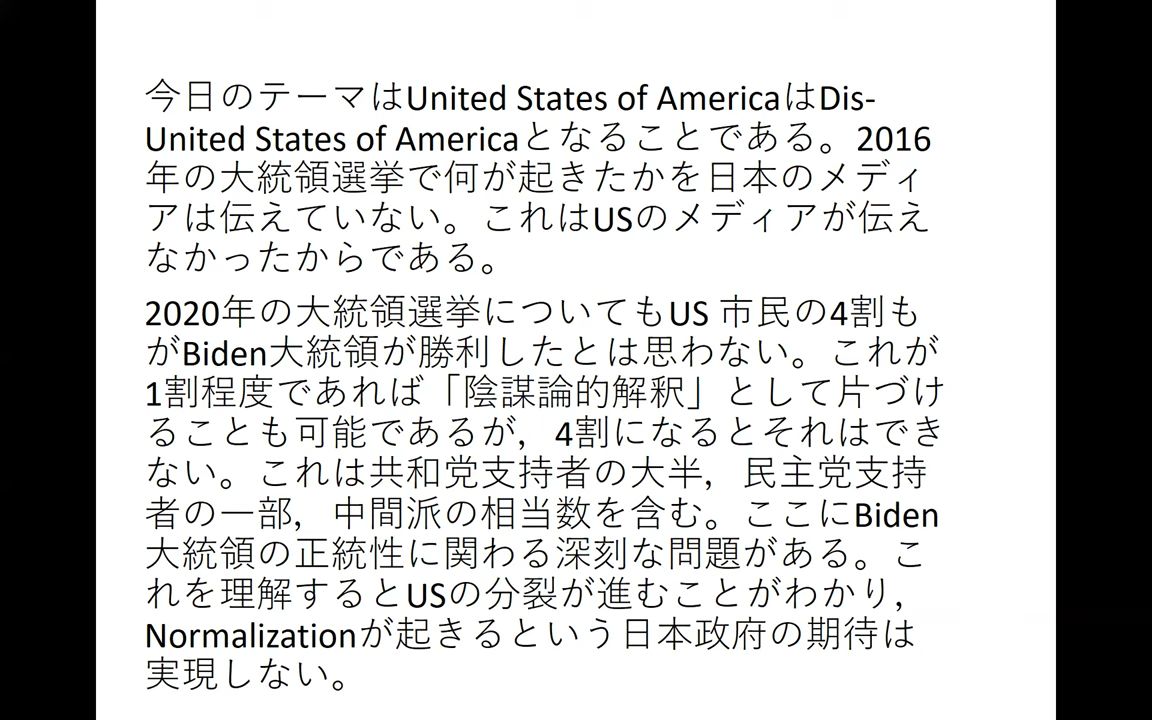 今日のテーマはUnited States of AmericaはDis-
United States of Americaとなることである。2016
年の大統領選挙で何が起きたかを日本のメディ
アは伝えていない。これはUSのメディアが伝え
なかったからである。
2020年の大統領選挙についてもUS 市民の4割も
がBiden大統領が勝利したとは思わない。これが
1割程度であれば「陰謀論的解釈」として片づけ
ることも可能であるが，4割になるとそれはでき
ない。これは共和党支持者の大半，民主党支持
者の一部，中間派の相当数を含む。ここにBiden
大統領の正統性に関わる深刻な問題がある。こ
れを理解するとUSの分裂が進むことがわかり，
Normalizationが起きるという日本政府の期待は
実現しない。